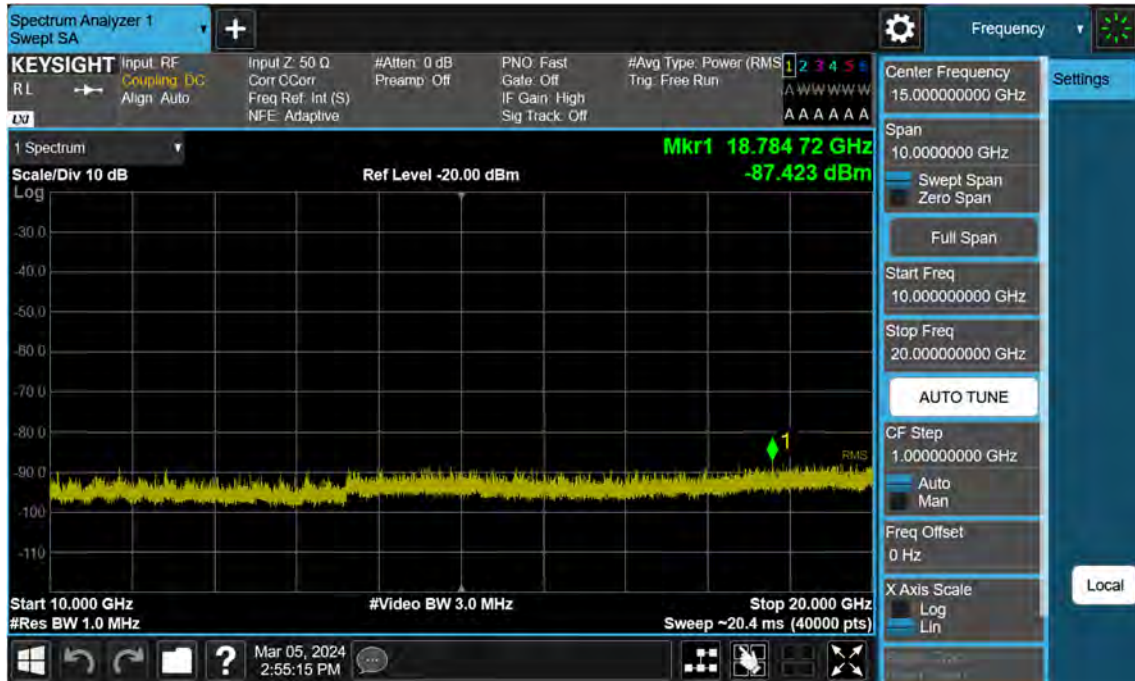 Spectrum Analyzer 1
Swept SA
Frequency
KEYSIGHT
R L
LXI
Input: RF
Coupling: DC
Align: Auto
Input Z: 50 Ω
Corr CCorr
Freq Ref: Int (S)
NFE: Adaptive
#Atten: 0 dB
Preamp: Off
PNO: Fast
Gate: Off
IF Gain: High
Sig Track: Off
#Avg Type: Power (RMS
Trig: Free Run
1 2 3 4 5 6
A W W W W W
A A A A A A
1 Spectrum
Scale/Div 10 dB
Ref Level -20.00 dBm
Mkr1 18.784 72 GHz
-87.423 dBm
Log
-30.0
-40.0
-50.0
-60.0
-70.0
-80.0
-90.0
-100
-110
1
RMS
Start 10.000 GHz
#Res BW 1.0 MHz
#Video BW 3.0 MHz
Stop 20.000 GHz
Sweep ~20.4 ms (40000 pts)
Mar 05, 2024
2:55:15 PM
Center Frequency
15.000000000 GHz
Span
10.0000000 GHz
Swept Span
Zero Span
Full Span
Start Freq
10.000000000 GHz
Stop Freq
20.000000000 GHz
AUTO TUNE
CF Step
1.000000000 GHz
Auto
Man
Freq Offset
0 Hz
X Axis Scale
Log
Lin
Settings
Local